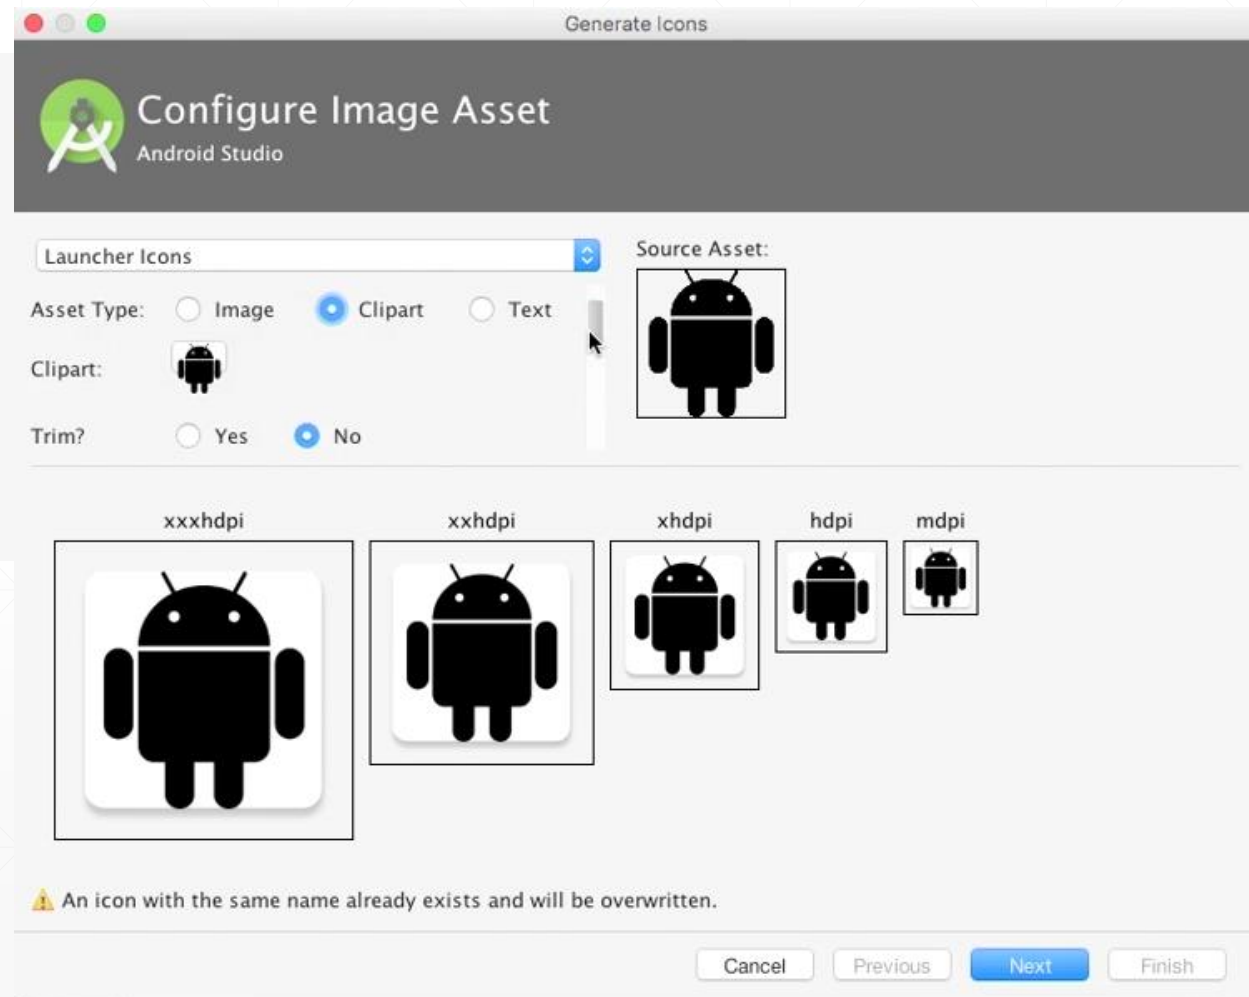 Generate Icons
Configure Image Asset
Android Studio
Launcher Icons
Source Asset:
Asset Type: Image Clipart Text
Clipart:
Trim? Yes No
xxxhdpi xxhdpi xhdpi hdpi mdpi
An icon with the same name already exists and will be overwritten.
Cancel Previous Next Finish